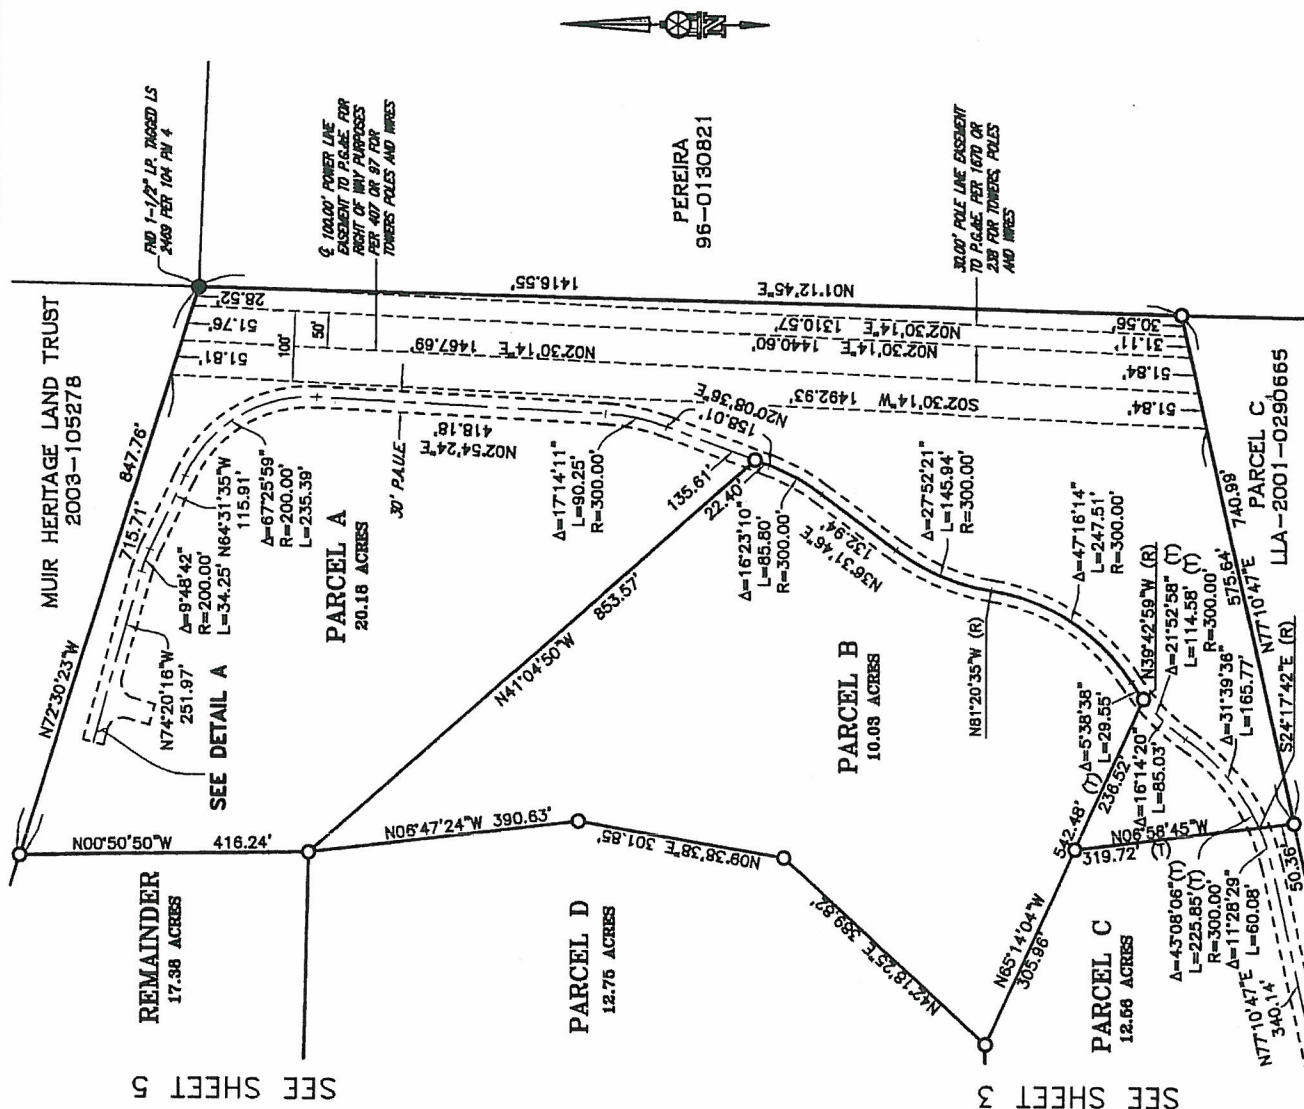 FND 1-1/2" I.P. TAGGED LS
2469 PER 104 PM 4
℄ 100.00' POWER LINE
EASEMENT TO P.G.&E. FOR
RIGHT OF WAY PURPOSES
PER 407 OR 97 FOR
TOWERS POLES AND WIRES
PEREIRA
96-0130821
30.00' POLE LINE EASEMENT
TO P.G.&E. PER 1670 OR
238 FOR TOWERS, POLES
AND WIRES
MUIR HERITAGE LAND TRUST
2003-105278
N72°30'23"W
847.76'
715.71'
28.52'
51.76'
51.81'
100'
50'
1416.55'
N01°12'45"E
1310.57'
N02°30'14"E
1440.60'
N02°30'14"E
1467.69'
N02°30'14"E
1492.93'
S02°30'14"W
30.56'
31.11'
51.84'
51.84'
N74°20'16"W
251.97'
Δ=9°48'42"
R=200.00'
L=34.25'
N64°31'35"W
115.91'
Δ=67°25'59"
R=200.00'
L=235.39'
SEE DETAIL A
PARCEL A
20.18 ACRES
30' P.A.U.E
418.18'
N02°54'24"E
Δ=17°14'11"
L=90.25'
R=300.00'
158.01'
N20°08'36"E
135.61'
22.40'
853.57'
N41°04'50"W
Δ=16°23'10"
L=85.80'
R=300.00'
132.94'
N36°31'46"E
Δ=27°52'21"
L=145.94'
R=300.00'
N81°20'35"W (R)
Δ=47°16'14"
L=247.51'
R=300.00'
N39°42'59"W (R)
Δ=21°52'58" (T)
L=114.58' (T)
R=300.00'
Δ=5°38'38"
L=29.55'
Δ=16°14'20"
L=85.03'
Δ=31°39'36"
L=165.77'
S24°17'42"E (R)
PARCEL B
10.03 ACRES
740.99'
575.64'
N77°10'47"E
PARCEL C
LLA-2001-0290665
N00°50'50"W 416.24'
N06°47'24"W 390.63'
N09°38'38"E 301.85'
N42°18'25"E 389.82'
N65°14'04"W
305.96'
542.48' (T)
236.52'
N06°58'45"W
319.72'
(T)
50.36'
Δ=43°08'06"(T)
L=225.85'(T)
R=300.00'
Δ=11°28'29"
L=60.08'
N77°10'47"E
340.14'
REMAINDER
17.38 ACRES
PARCEL D
12.75 ACRES
PARCEL C
12.56 ACRES
SEE SHEET 5
SEE SHEET 3